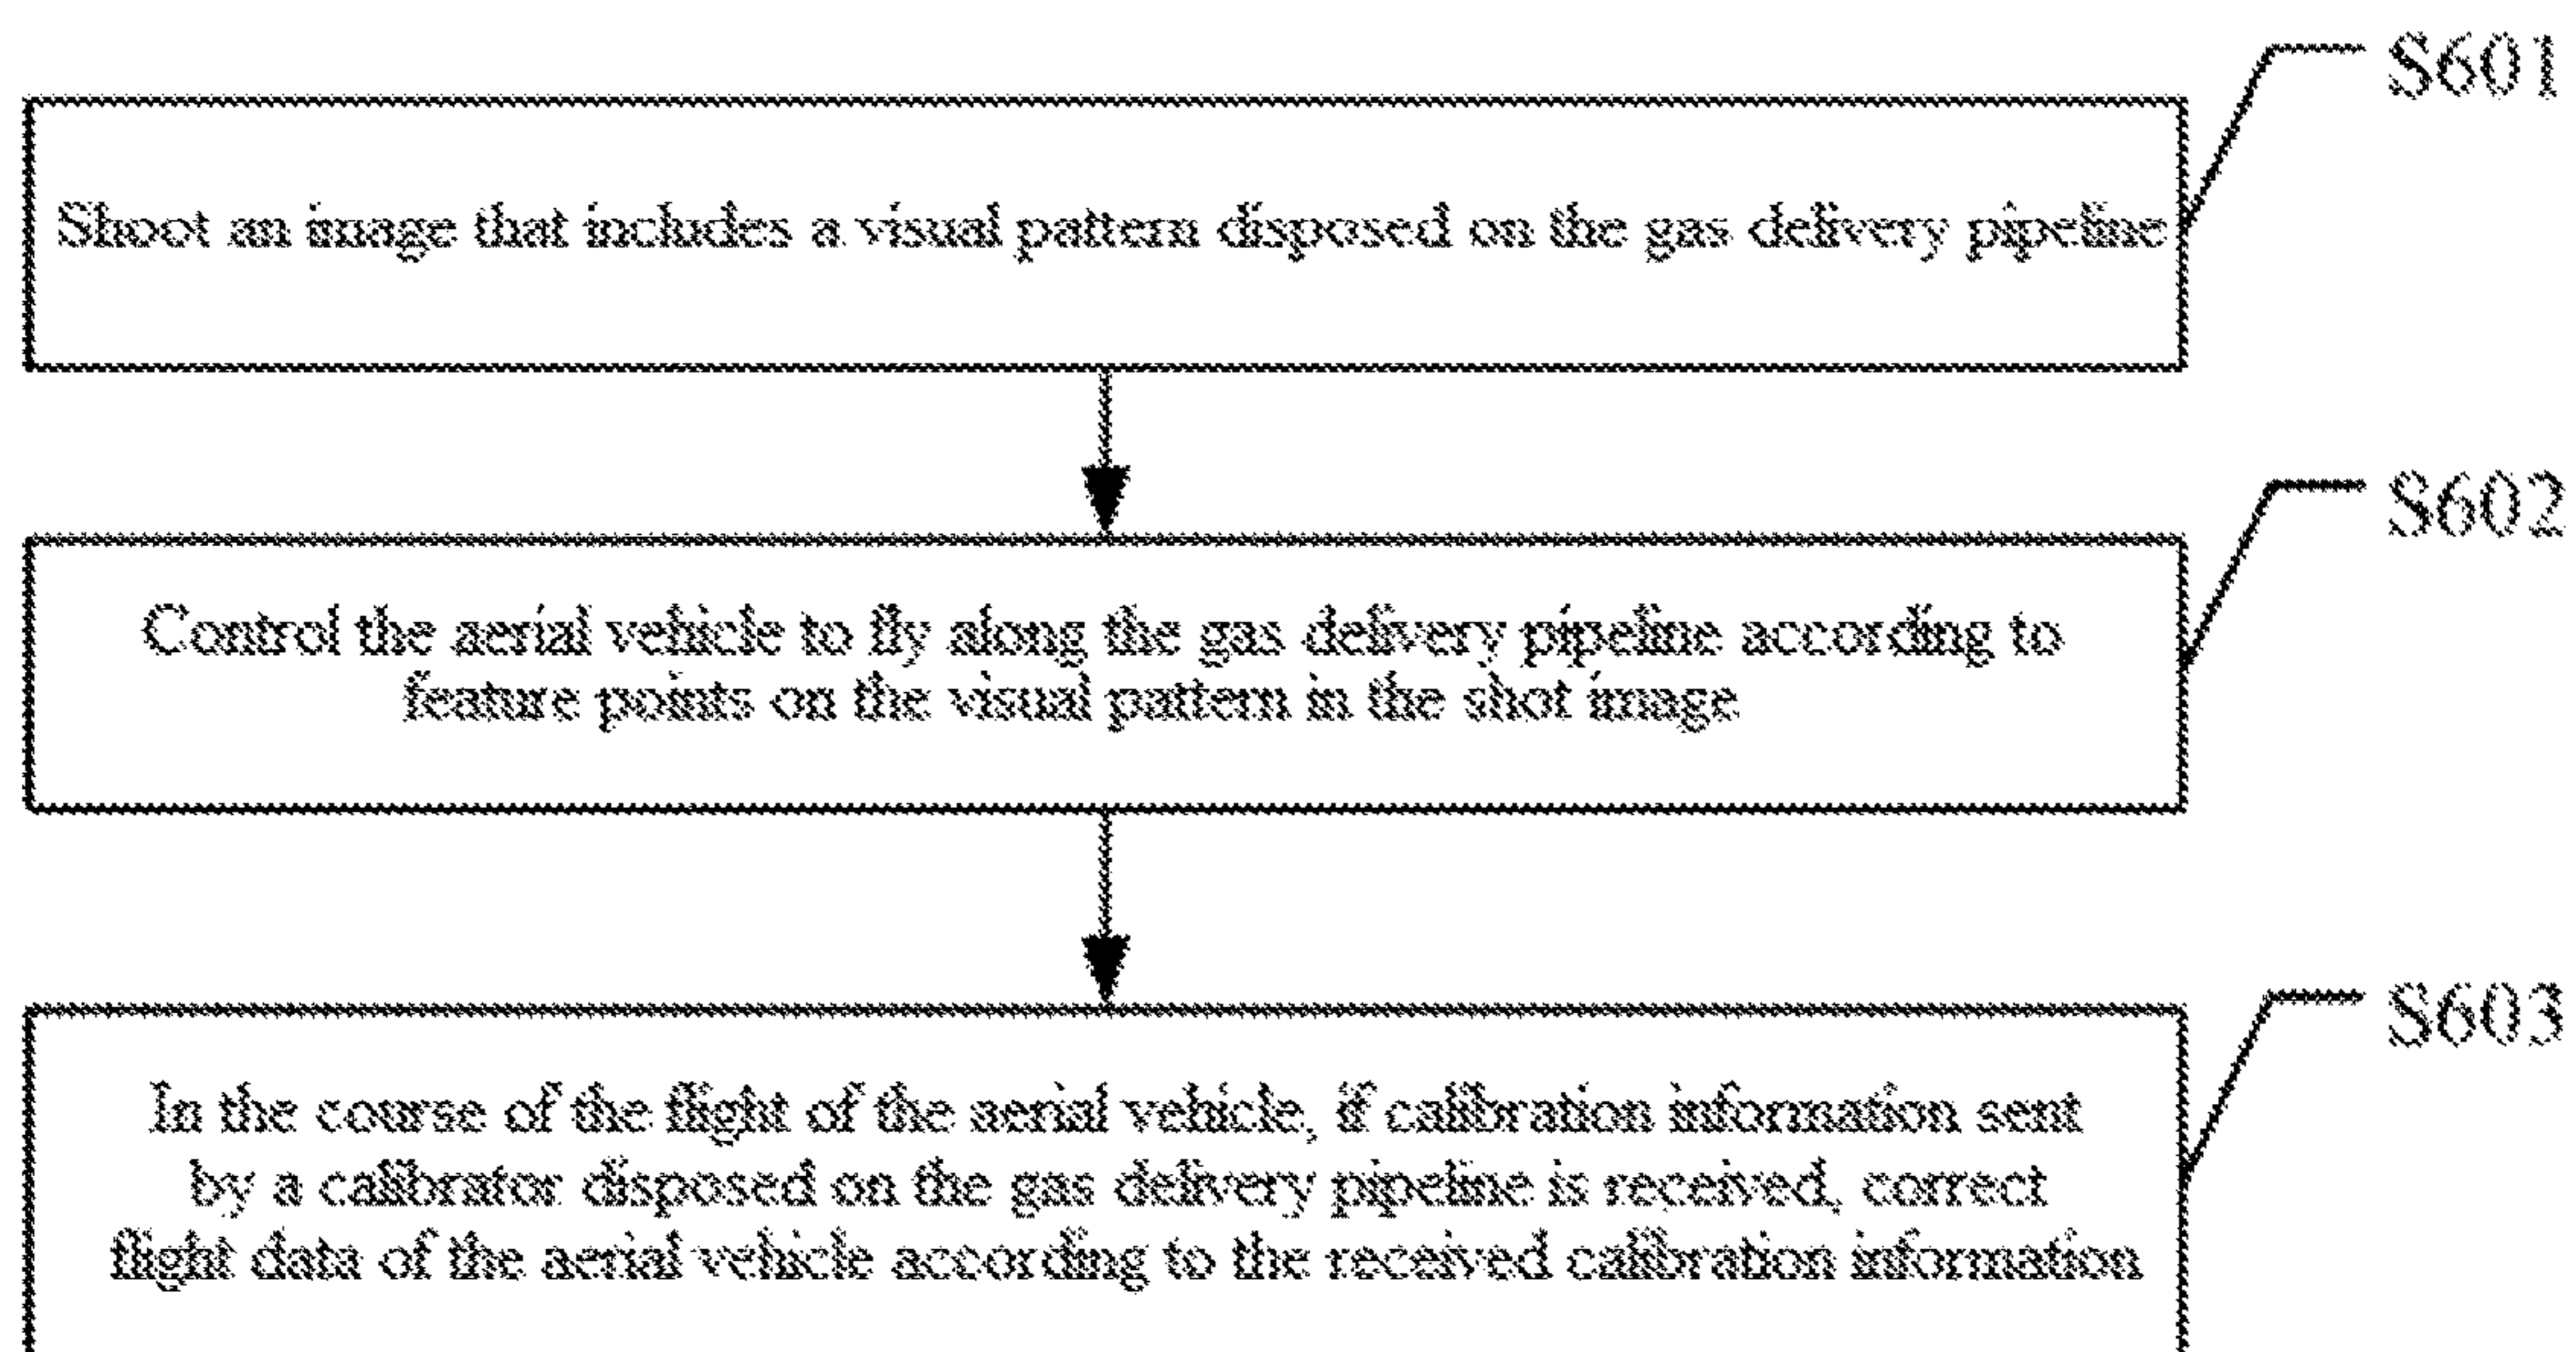 S601
Shoot an image that includes a visual pattern disposed on the gas delivery pipeline
S602
Control the aerial vehicle to fly along the gas delivery pipeline according to
feature points on the visual pattern in the shot image
S603
In the course of the flight of the aerial vehicle, if calibration information sent
by a calibrator disposed on the gas delivery pipeline is received, correct
flight data of the aerial vehicle according to the received calibration information